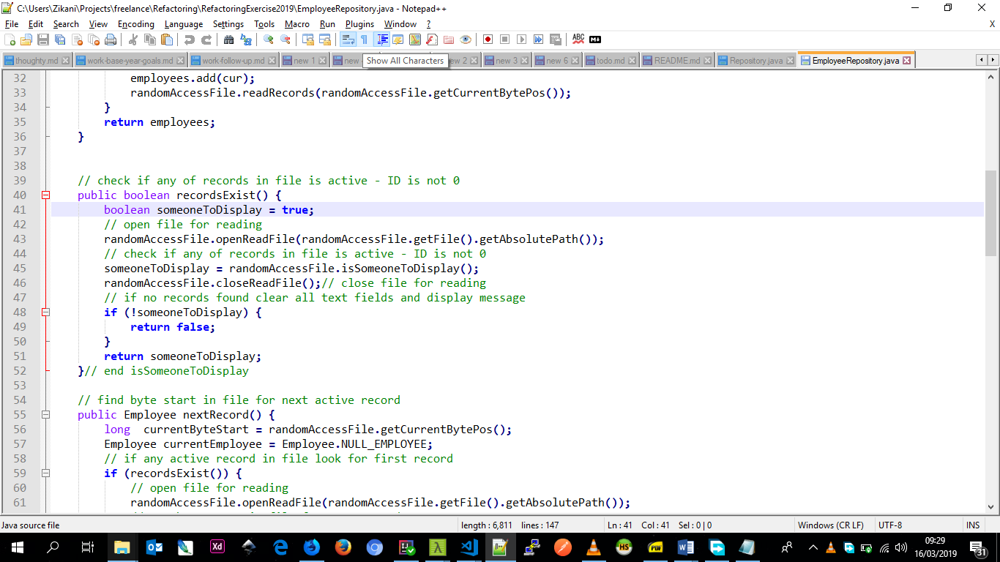 C:\Users\Zikani\Projects\freelance\Refactoring\RefactoringExercise2019\EmployeeRepository.java - Notepad++
File Edit Search View Encoding Language Settings Tools Macro Run Plugins Window ? X
ABC
thoughty.md work-base-year-goals.md work-follow-up.md new 1 new ew 2 new 3 new 6 todo.md README.md Repository.java EmployeeRepository.java
Show All Characters
32 employees.add(cur);
33 randomAccessFile.readRecords(randomAccessFile.getCurrentBytePos());
34 }
35 return employees;
36 }
37
38
39 // check if any of records in file is active - ID is not 0
40 public boolean recordsExist() {
41 boolean someoneToDisplay = true;
42 // open file for reading
43 randomAccessFile.openReadFile(randomAccessFile.getFile().getAbsolutePath());
44 // check if any of records in file is active - ID is not 0
45 someoneToDisplay = randomAccessFile.isSomeoneToDisplay();
46 randomAccessFile.closeReadFile();// close file for reading
47 // if no records found clear all text fields and display message
48 if (!someoneToDisplay) {
49 return false;
50 }
51 return someoneToDisplay;
52 }// end isSomeoneToDisplay
53
54 // find byte start in file for next active record
55 public Employee nextRecord() {
56 long  currentByteStart = randomAccessFile.getCurrentBytePos();
57 Employee currentEmployee = Employee.NULL_EMPLOYEE;
58 // if any active record in file look for first record
59 if (recordsExist()) {
60 // open file for reading
61 randomAccessFile.openReadFile(randomAccessFile.getFile().getAbsolutePath());
Java source file length : 6,811 lines : 147 Ln : 41 Col : 41 Sel : 0 | 0 Windows (CR LF) UTF-8 INS
Xd HS PDF 09:29
16/03/2019 31